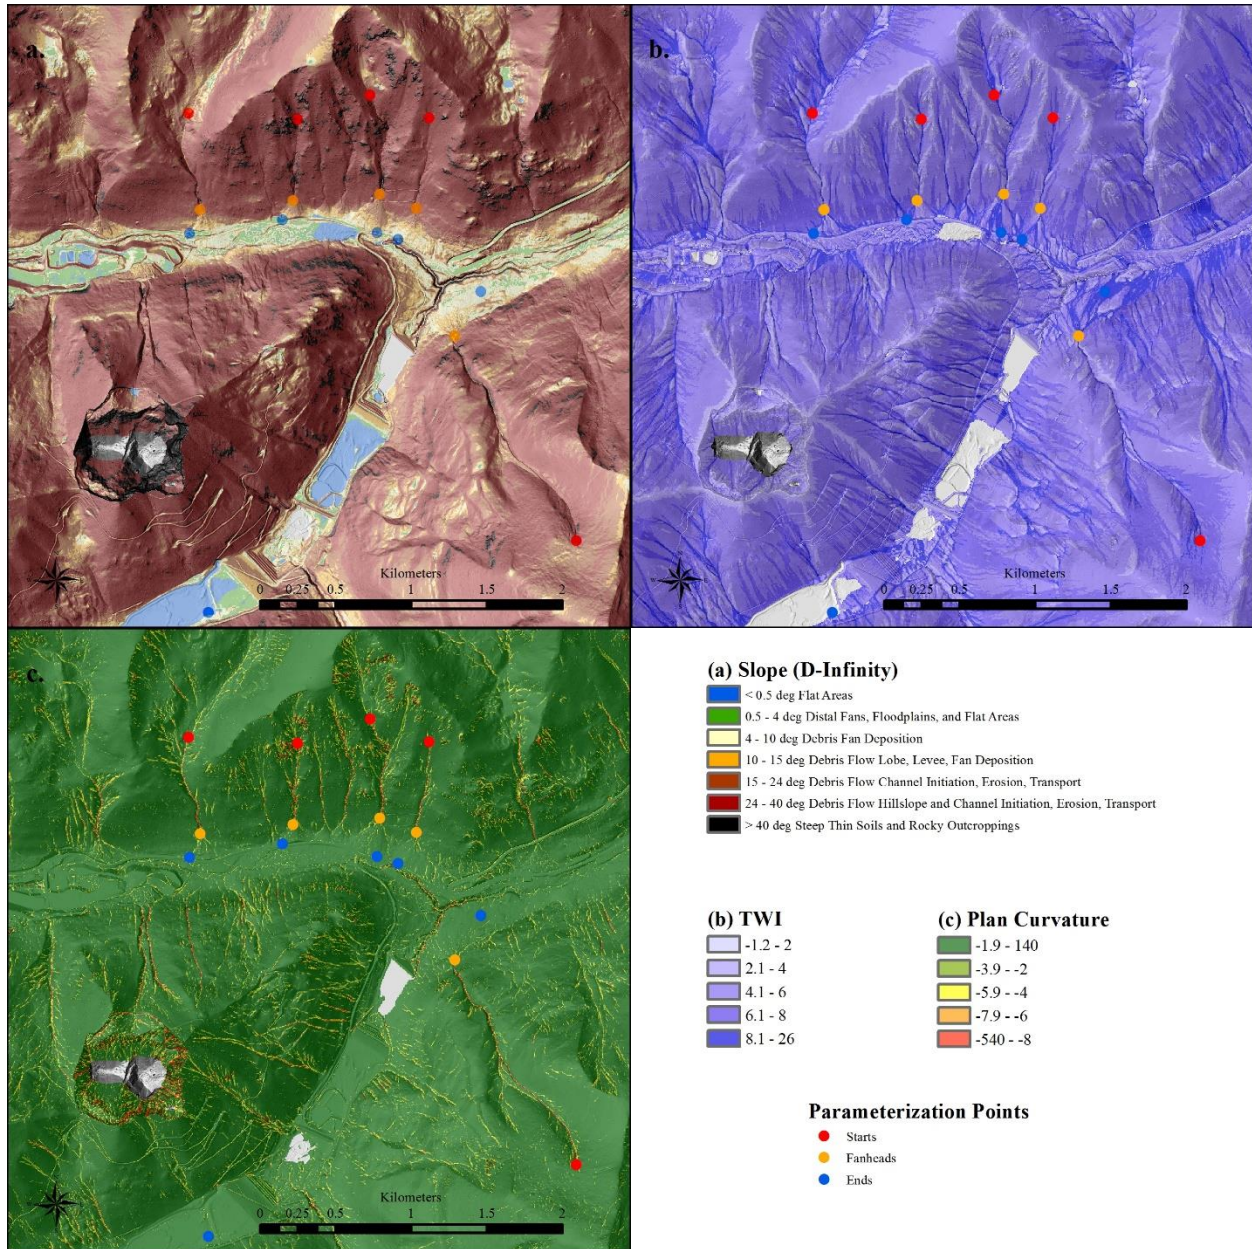 a.
b.
Kilometers
0 0.25 0.5 1 1.5 2
Kilometers
0 0.25 0.5 1 1.5 2
c.
Kilometers
0 0.25 0.5 1 1.5 2
(a) Slope (D-Infinity)
< 0.5 deg Flat Areas
0.5 - 4 deg Distal Fans, Floodplains, and Flat Areas
4 - 10 deg Debris Fan Deposition
10 - 15 deg Debris Flow Lobe, Levee, Fan Deposition
15 - 24 deg Debris Flow Channel Initiation, Erosion, Transport
24 - 40 deg Debris Flow Hillslope and Channel Initiation, Erosion, Transport
> 40 deg Steep Thin Soils and Rocky Outcroppings
(b) TWI
-1.2 - 2
2.1 - 4
4.1 - 6
6.1 - 8
8.1 - 26
(c) Plan Curvature
-1.9 - 140
-3.9 - -2
-5.9 - -4
-7.9 - -6
-540 - -8
Parameterization Points
Starts
Fanheads
Ends